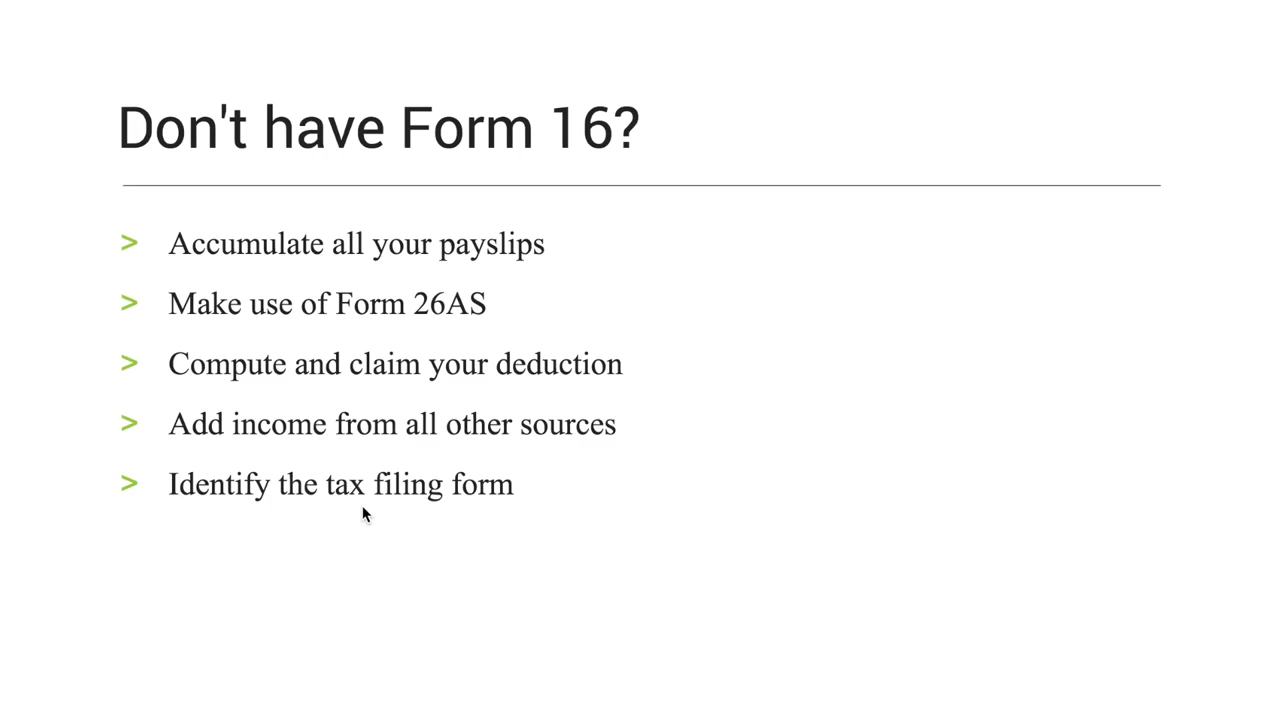 Don't have Form 16?
> Accumulate all your payslips
> Make use of Form 26AS
> Compute and claim your deduction
> Add income from all other sources
> Identify the tax filing form